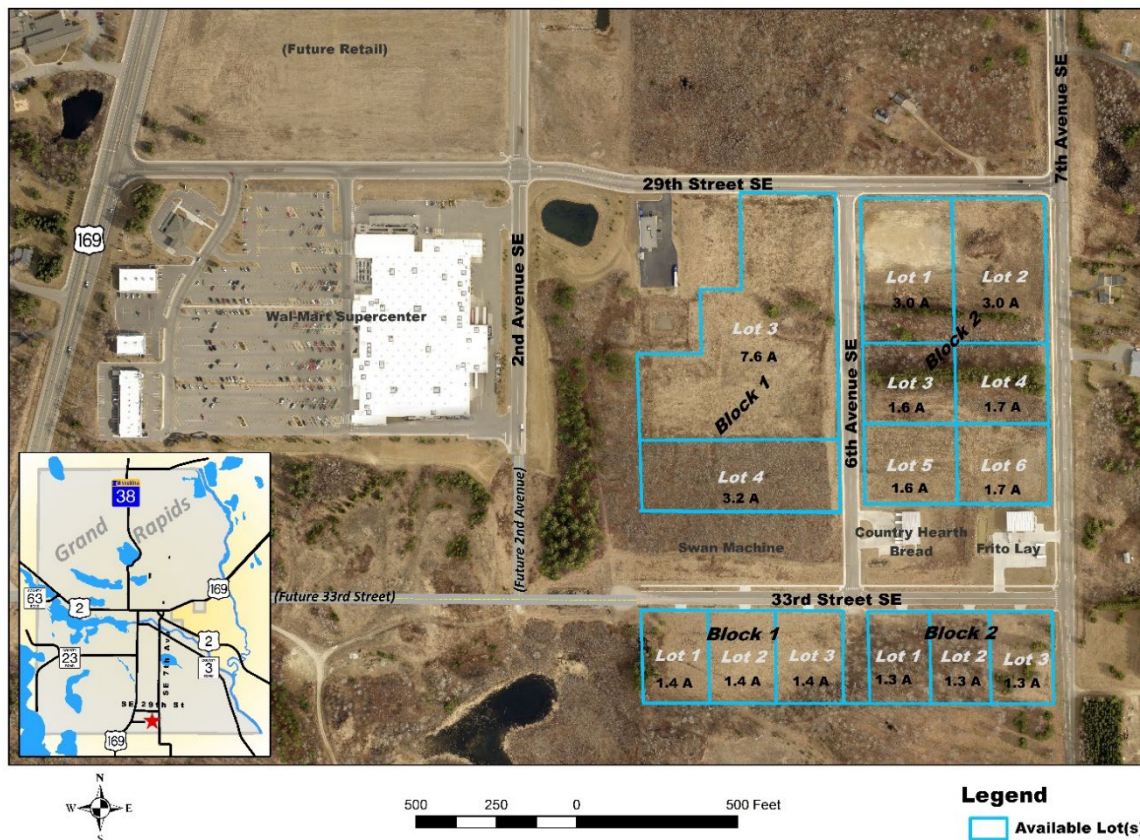 (Future Retail)
169
29th Street SE
7th Avenue SE
2nd Avenue SE
Wal-Mart Supercenter
Lot 3
7.6 A
Block 1
Lot 4
3.2 A
6th Avenue SE
Lot 1
3.0 A
Lot 2
3.0 A
Block 2
Lot 3
1.6 A
Lot 4
1.7 A
Lot 5
1.6 A
Lot 6
1.7 A
Swan Machine
Country Hearth
Bread
Frito Lay
(Future 2nd Avenue)
(Future 33rd Street)
33rd Street SE
Block 1
Lot 1
1.4 A
Lot 2
1.4 A
Lot 3
1.4 A
Block 2
Lot 1
1.3 A
Lot 2
1.3 A
Lot 3
1.3 A
38
Grand
Rapids
63
2
169
23
2
3
SE 7th Av
SE 29th St
169
N
W
E
S
500
250
0
500 Feet
Legend
Available Lot(s)